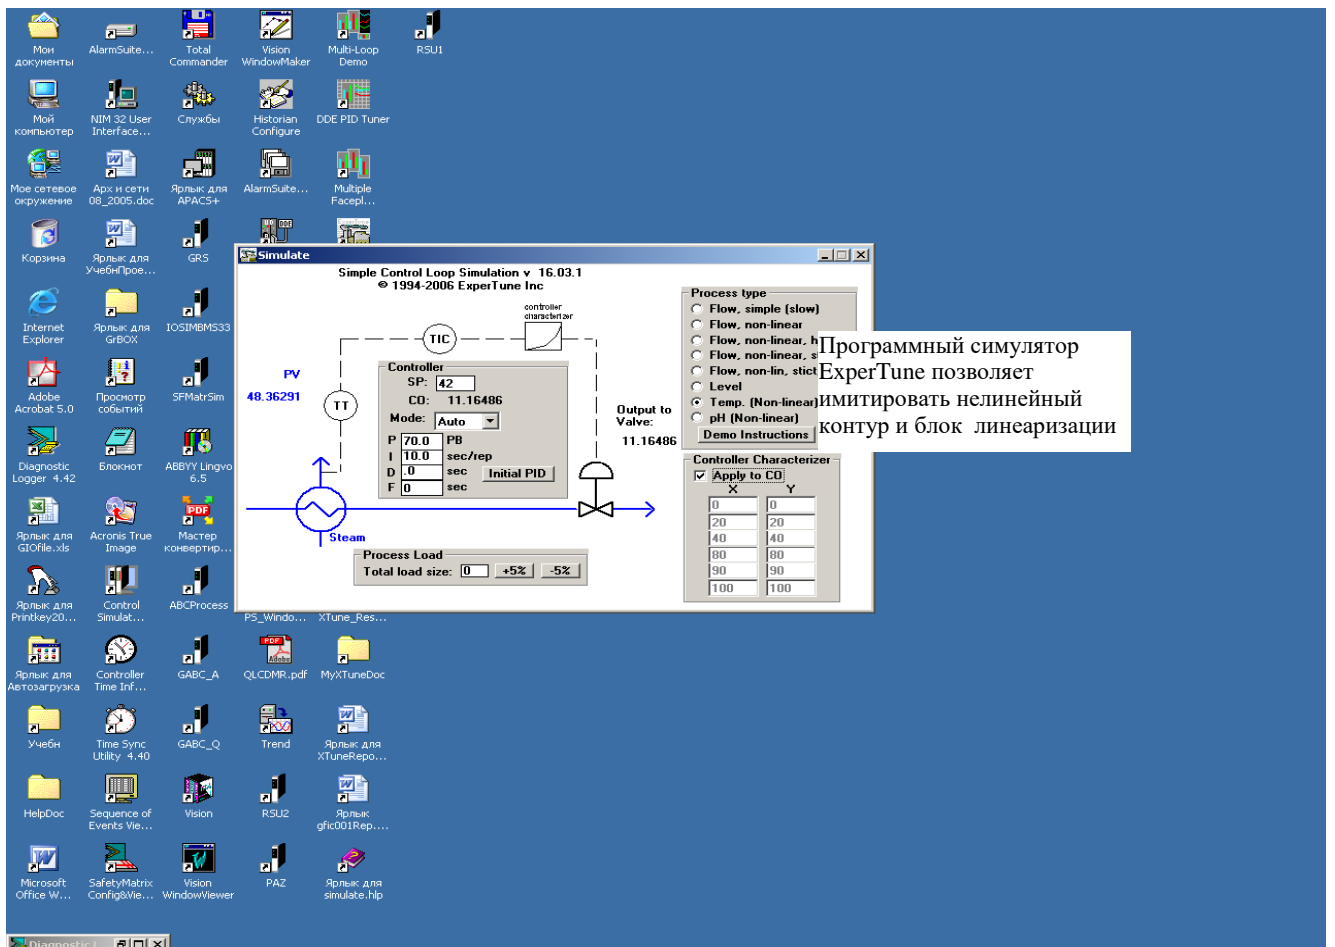 Мои
документы
AlarmSuite...
Total
Commander
Vision
WindowMaker
Multi-Loop
Demo
RSU1
Мой
компьютер
NIM 32 User
Interface...
Службы
Historian
Configure
DDE PID Tuner
Мое сетевое
окружение
Арх и сети
08_2005.doc
Ярлык для
APACS+
AlarmSuite...
Multiple
Facepl...
Корзина
Ярлык для
УчебнПрое...
GRS
Internet
Explorer
Ярлык для
GrBOX
IOSIMBMS33
Adobe
Acrobat 5.0
Просмотр
событий
SFMatrSim
Diagnostic
Logger 4.42
Блокнот
ABBYY Lingvo
6.5
Ярлык для
GIOfile.xls
Acronis True
Image
Мастер
конвертир...
Ярлык для
Printkey20...
Control
Simulat...
ABCProcess
PS_Windo...
XTune_Res...
Ярлык для
Автозагрузка
Controller
Time Inf...
GABC_A
QLCDMR.pdf
MyXTuneDoc
Учебн
Time Sync
Utility 4.40
GABC_Q
Trend
Ярлык для
XTuneRepo...
HelpDoc
Sequence of
Events Vie...
Vision
RSU2
Ярлык
gfic001Rep....
Microsoft
Office W...
SafetyMatrix
Config&Vie...
Vision
WindowViewer
PAZ
Ярлык для
simulate.hlp
Simulate
Simple Control Loop Simulation v 16.03.1
© 1994-2006 ExperTune Inc
controller
characterizer
TIC
PV
48.36291
TT
Controller
SP: 42
CO: 11.16486
Mode: Auto
P 70.0 PB
I 10.0 sec/rep
D .0 sec
F 0 sec
Initial PID
Output to
Valve:
11.16486
Steam
Process Load
Total load size: 0 +5% -5%
Process type
Flow, simple (slow)
Flow, non-linear
Flow, non-linear, h
Flow, non-linear, s
Flow, non-lin, stict
Level
Temp. (Non-linear)
pH (Non-linear)
Demo Instructions
Controller Characterizer
Apply to CO
X Y
0 0
20 20
40 40
80 80
90 90
100 100
Программный симулятор
ExperTune позволяет
имитировать нелинейный
контур и блок линеаризации